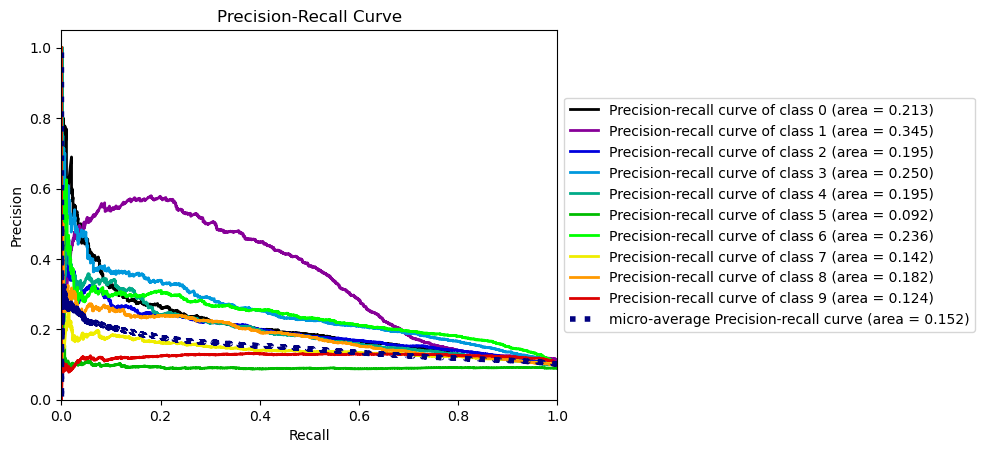 Precision-Recall Curve
1.0
0.8
0.6
0.4
0.2
0.0
Precision
0.0 0.2 0.4 0.6 0.8 1.0
Recall
Precision-recall curve of class 0 (area = 0.213)
Precision-recall curve of class 1 (area = 0.345)
Precision-recall curve of class 2 (area = 0.195)
Precision-recall curve of class 3 (area = 0.250)
Precision-recall curve of class 4 (area = 0.195)
Precision-recall curve of class 5 (area = 0.092)
Precision-recall curve of class 6 (area = 0.236)
Precision-recall curve of class 7 (area = 0.142)
Precision-recall curve of class 8 (area = 0.182)
Precision-recall curve of class 9 (area = 0.124)
micro-average Precision-recall curve (area = 0.152)